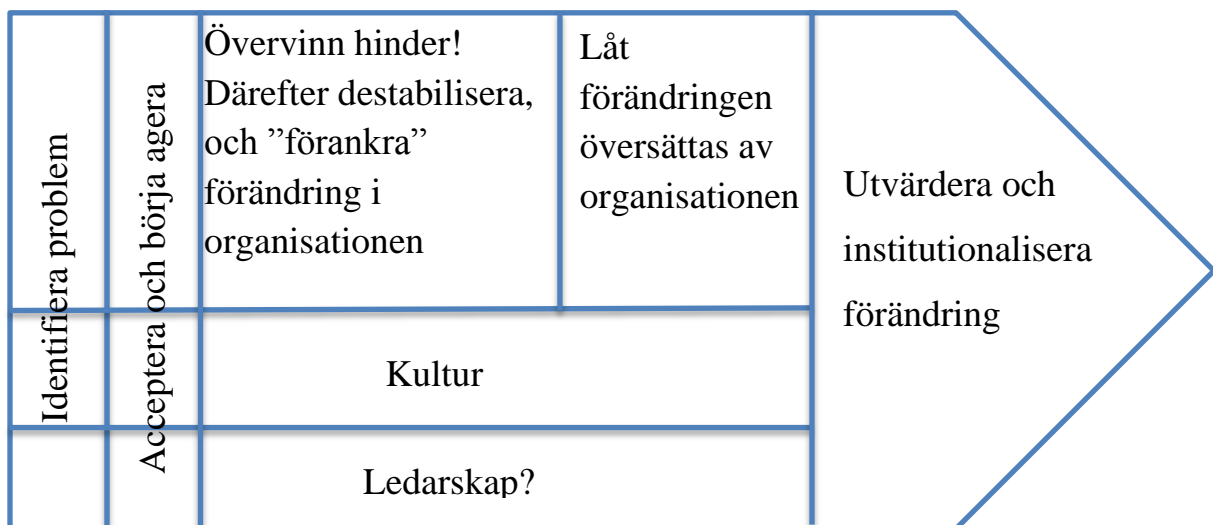 Identifiera problem
Acceptera och börja agera
Övervinn hinder!
Därefter destabilisera,
och ”förankra”
förändring i
organisationen
Låt
förändringen
översättas av
organisationen
Kultur
Ledarskap?
Utvärdera och
institutionalisera
förändring